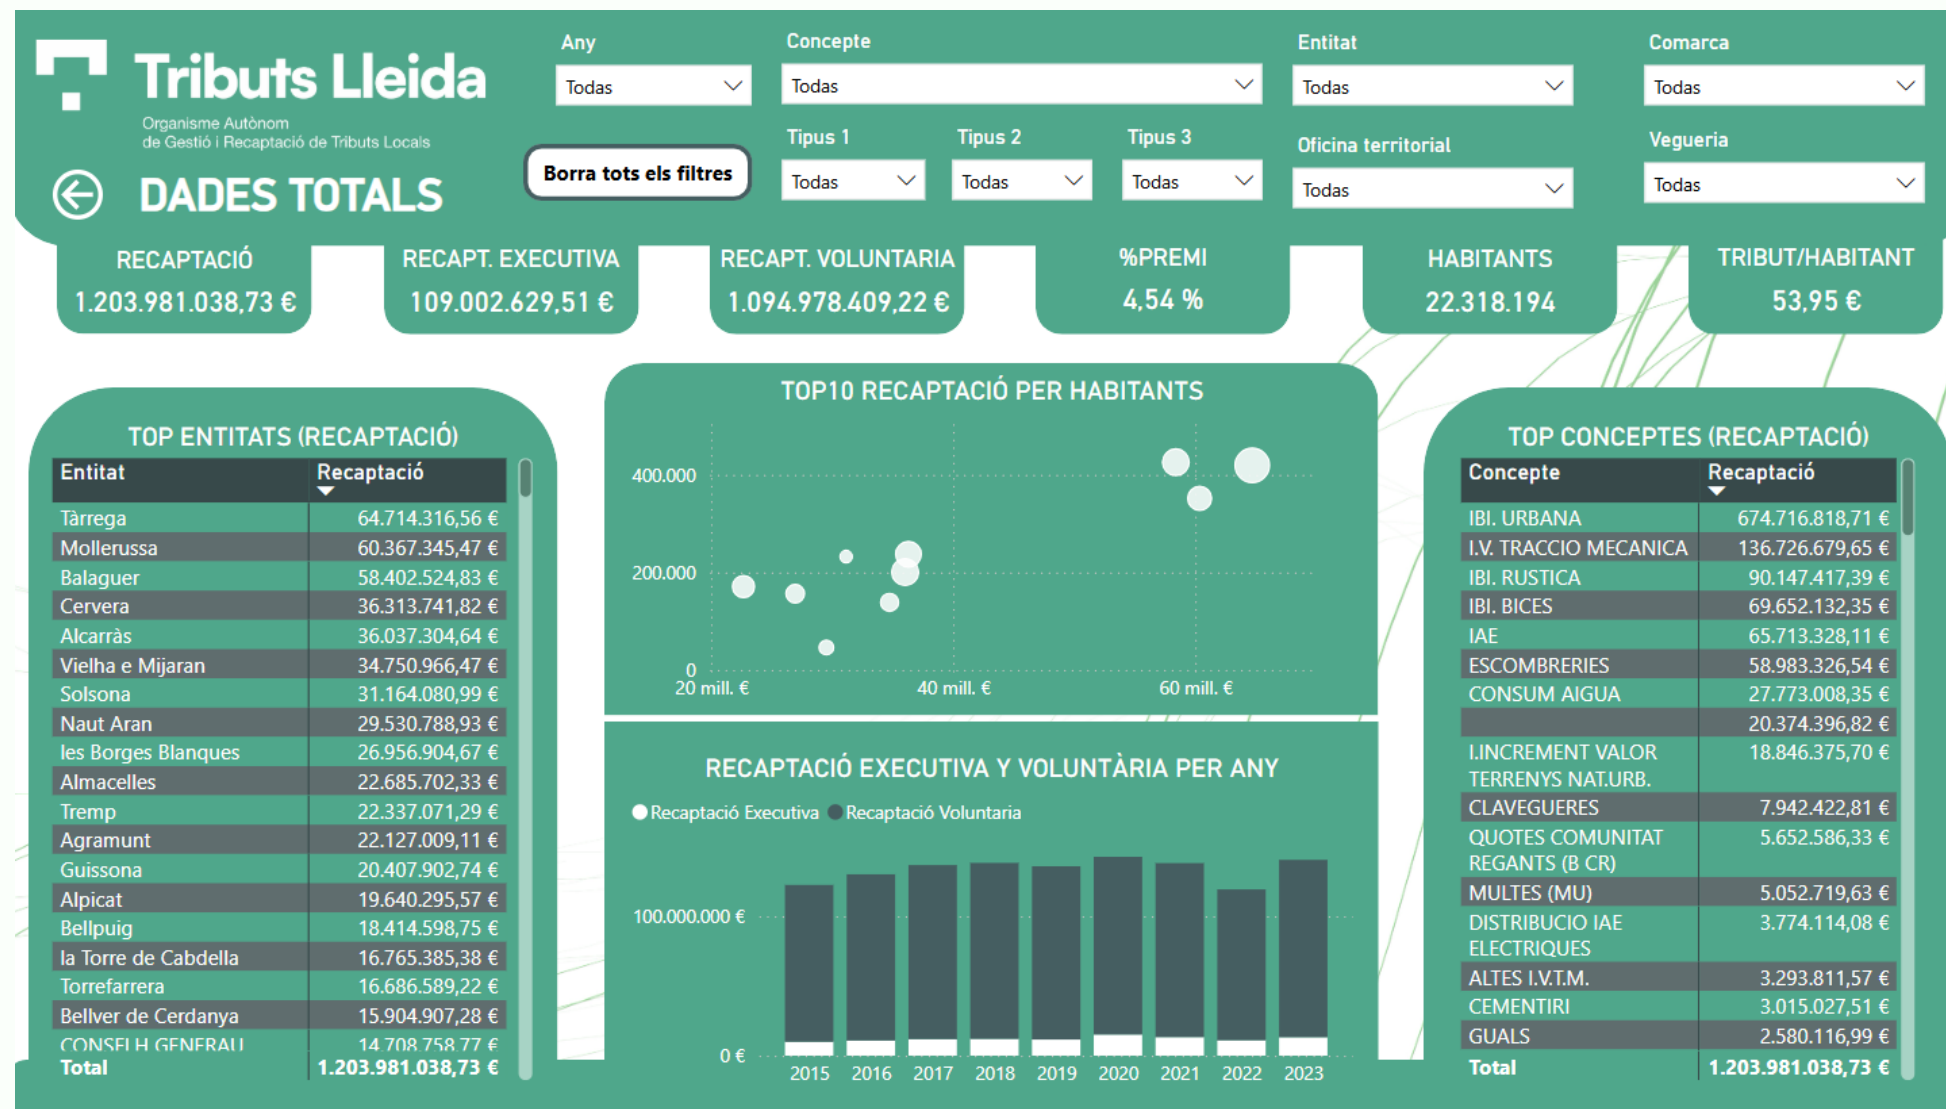 Tributs Lleida
Organisme Autònom
de Gestió i Recaptació de Tributs Locals
DADES TOTALS
Any
Todas
Concepte
Todas
Entitat
Todas
Comarca
Todas
Borra tots els filtres
Tipus 1
Todas
Tipus 2
Todas
Tipus 3
Todas
Oficina territorial
Todas
Vegueria
Todas
RECAPTACIÓ
1.203.981.038,73 €
RECAPT. EXECUTIVA
109.002.629,51 €
RECAPT. VOLUNTARIA
1.094.978.409,22 €
%PREMI
4,54 %
HABITANTS
22.318.194
TRIBUT/HABITANT
53,95 €
TOP ENTITATS (RECAPTACIÓ)
Entitat Recaptació
Tàrrega 64.714.316,56 €
Mollerussa 60.367.345,47 €
Balaguer 58.402.524,83 €
Cervera 36.313.741,82 €
Alcarràs 36.037.304,64 €
Vielha e Mijaran 34.750.966,47 €
Solsona 31.164.080,99 €
Naut Aran 29.530.788,93 €
les Borges Blanques 26.956.904,67 €
Almacelles 22.685.702,33 €
Tremp 22.337.071,29 €
Agramunt 22.127.009,11 €
Guissona 20.407.902,74 €
Alpicat 19.640.295,57 €
Bellpuig 18.414.598,75 €
la Torre de Cabdella 16.765.385,38 €
Torrefarrera 16.686.589,22 €
Bellver de Cerdanya 15.904.907,28 €
CONSELH GENERAU 14.708.758,77 €
Total 1.203.981.038,73 €
TOP10 RECAPTACIÓ PER HABITANTS
400.000
200.000
0
20 mill. € 40 mill. € 60 mill. €
RECAPTACIÓ EXECUTIVA Y VOLUNTÀRIA PER ANY
Recaptació Executiva Recaptació Voluntaria
100.000.000 €
0 €
2015 2016 2017 2018 2019 2020 2021 2022 2023
TOP CONCEPTES (RECAPTACIÓ)
Concepte Recaptació
IBI. URBANA 674.716.818,71 €
I.V. TRACCIO MECANICA 136.726.679,65 €
IBI. RUSTICA 90.147.417,39 €
IBI. BICES 69.652.132,35 €
IAE 65.713.328,11 €
ESCOMBRERIES 58.983.326,54 €
CONSUM AIGUA 27.773.008,35 €
20.374.396,82 €
I.INCREMENT VALOR 18.846.375,70 €
TERRENYS NAT.URB.
CLAVEGUERES 7.942.422,81 €
QUOTES COMUNITAT 5.652.586,33 €
REGANTS (B CR)
MULTES (MU) 5.052.719,63 €
DISTRIBUCIO IAE 3.774.114,08 €
ELECTRIQUES
ALTES I.V.T.M. 3.293.811,57 €
CEMENTIRI 3.015.027,51 €
GUALS 2.580.116,99 €
Total 1.203.981.038,73 €